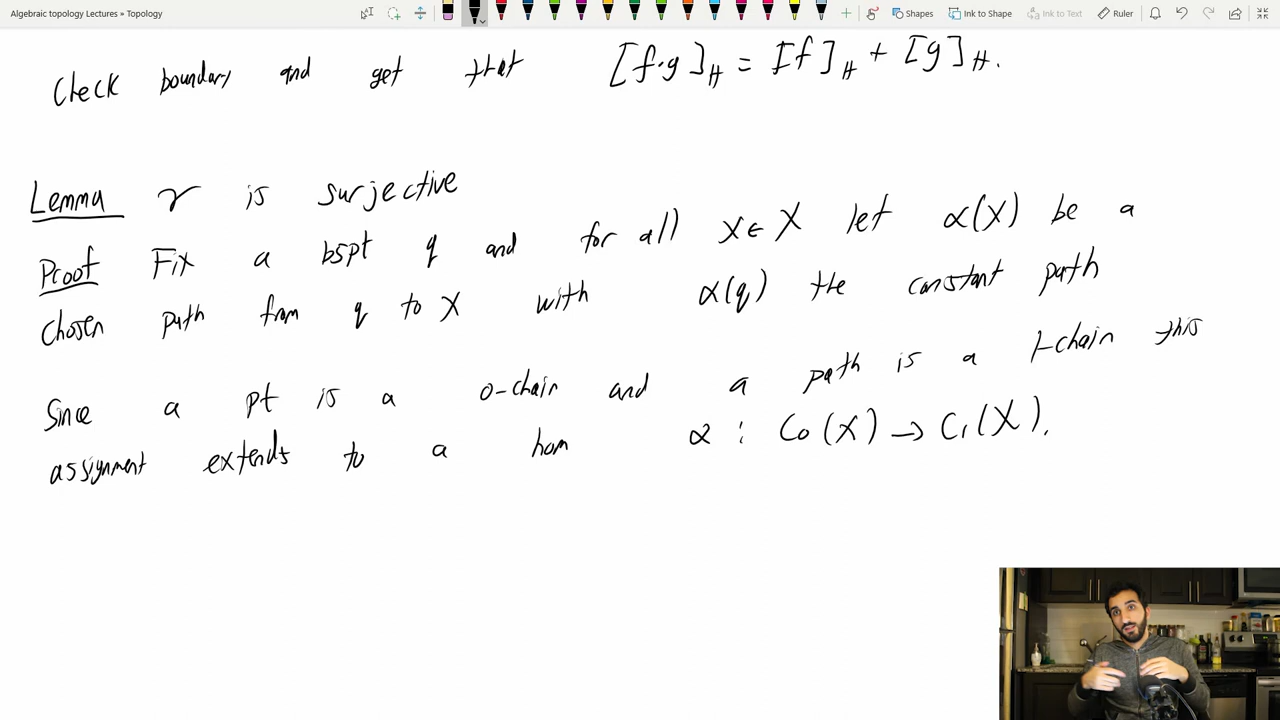 Algebraic topology Lectures » Topology
Shapes
Ink to Shape
Ink to Text
Ruler
Check boundary and get that [f·g]_H = [f]_H + [g]_H.
Lemma γ is surjective
Proof Fix a bspt q and for all x ∈ X let α(x) be a
chosen path from q to x with α(q) the constant path
Since a pt is a 0-chain and a path is a 1-chain this
assignment extends to a hom α : C₀(X) → C₁(X).